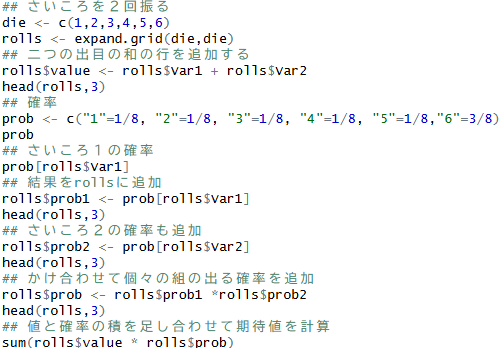 ## さいころを２回振る
die <- c(1,2,3,4,5,6)
rolls <- expand.grid(die,die)
## 二つの出目の和の行を追加する
rolls$value <- rolls$Var1 + rolls$Var2
head(rolls,3)
## 確率
prob <- c("1"=1/8, "2"=1/8, "3"=1/8, "4"=1/8, "5"=1/8,"6"=3/8)
prob
## さいころ１の確率
prob[rolls$Var1]
## 結果をrollsに追加
rolls$prob1 <- prob[rolls$Var1]
head(rolls,3)
## さいころ２の確率も追加
rolls$prob2 <- prob[rolls$Var2]
head(rolls,3)
## かけ合わせて個々の組の出る確率を追加
rolls$prob <- rolls$prob1 *rolls$prob2
head(rolls,3)
## 値と確率の積を足し合わせて期待値を計算
sum(rolls$value * rolls$prob)